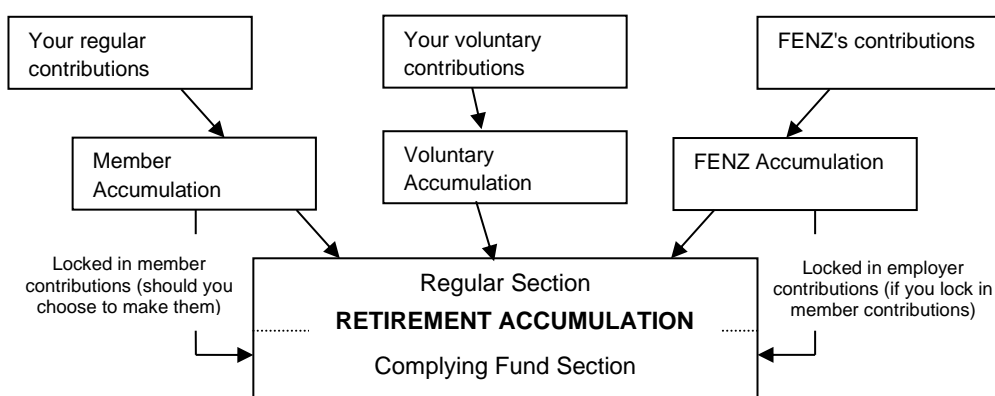 Your regular
contributions
Your voluntary
contributions
FENZ's contributions
Member
Accumulation
Voluntary
Accumulation
FENZ Accumulation
Locked in member
contributions (should you
choose to make them)
Regular Section
RETIREMENT ACCUMULATION
Complying Fund Section
Locked in employer
contributions (if you lock in
member contributions)